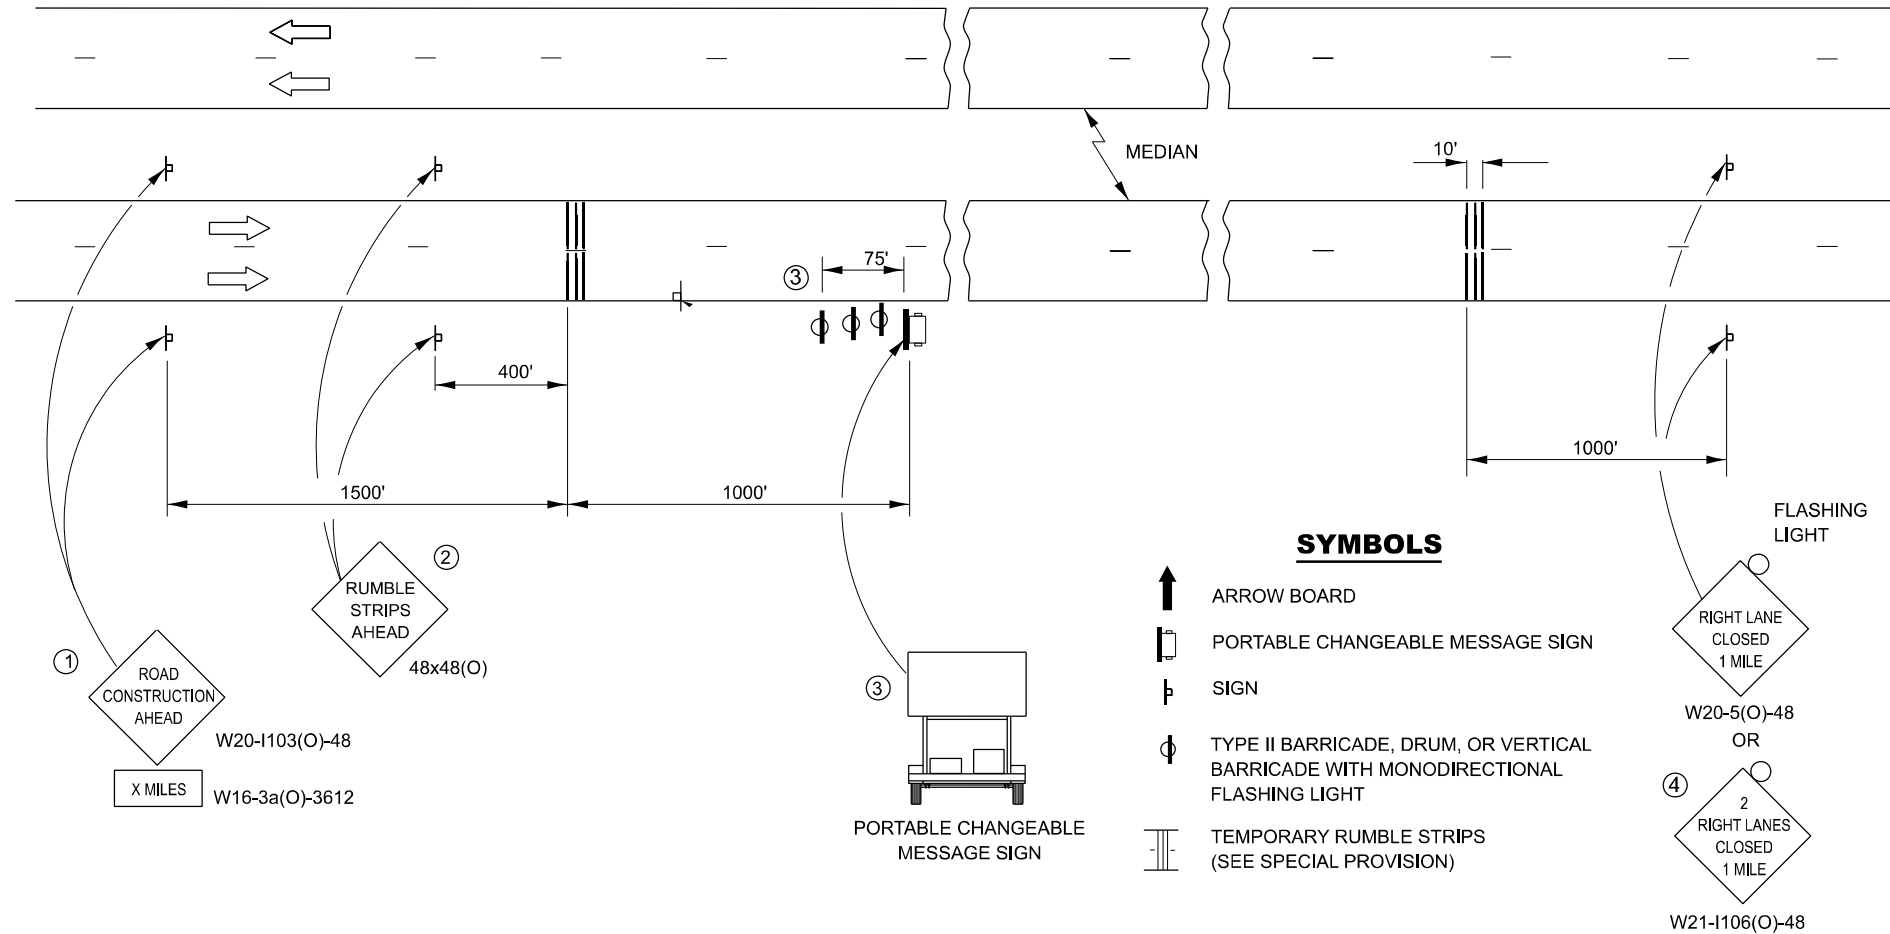 MEDIAN
10'
75'
③
400'
1000'
1500'
1000'
①
ROAD
CONSTRUCTION
AHEAD
W20-I103(O)-48
X MILES
W16-3a(O)-3612
②
RUMBLE
STRIPS
AHEAD
48x48(O)
③
PORTABLE CHANGEABLE
MESSAGE SIGN
SYMBOLS
ARROW BOARD
PORTABLE CHANGEABLE MESSAGE SIGN
SIGN
TYPE II BARRICADE, DRUM, OR VERTICAL
BARRICADE WITH MONODIRECTIONAL
FLASHING LIGHT
TEMPORARY RUMBLE STRIPS
(SEE SPECIAL PROVISION)
FLASHING
LIGHT
RIGHT LANE
CLOSED
1 MILE
W20-5(O)-48
OR
④
2
RIGHT LANES
CLOSED
1 MILE
W21-I106(O)-48